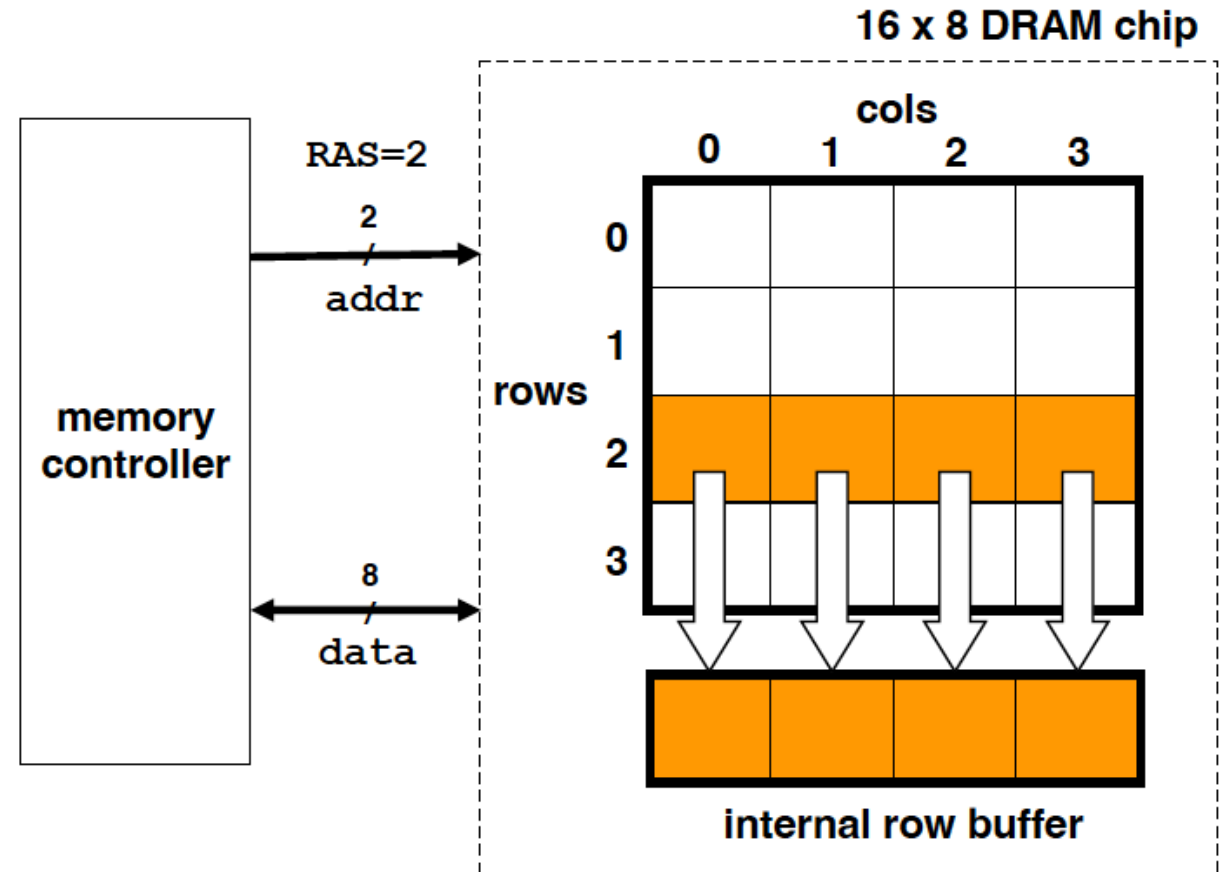 16 x 8 DRAM chip
cols
0 1 2 3
RAS=2
2
/
addr
0
1
rows
2
3
memory
controller
8
/
data
internal row buffer